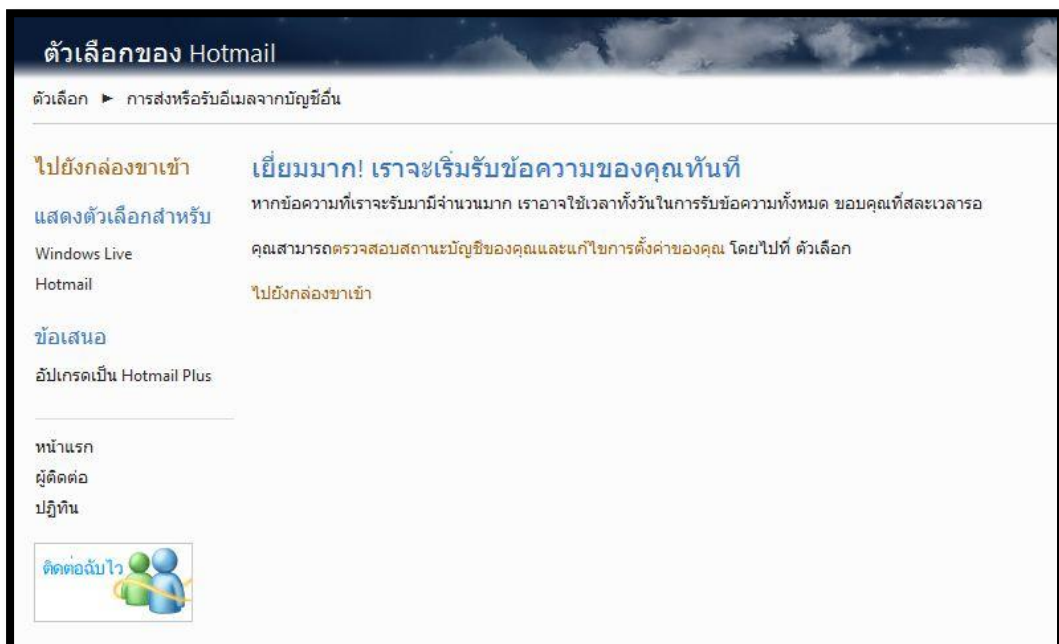 ตัวเลือกของ Hotmail
ตัวเลือก ► การส่งหรือรับอีเมลจากบัญชีอื่น
ไปยังกล่องขาเข้า
แสดงตัวเลือกสำหรับ
Windows Live
Hotmail
ข้อเสนอ
อัปเกรดเป็น Hotmail Plus
หน้าแรก
ผู้ติดต่อ
ปฏิทิน
ติดต่อฉับไว
เยี่ยมมาก! เราจะเริ่มรับข้อความของคุณทันที
หากข้อความที่เราจะรับมามีจำนวนมาก เราอาจใช้เวลาทั้งวันในการรับข้อความทั้งหมด ขอบคุณที่สละเวลารอ
คุณสามารถตรวจสอบสถานะบัญชีของคุณและแก้ไขการตั้งค่าของคุณ โดยไปที่ ตัวเลือก
ไปยังกล่องขาเข้า